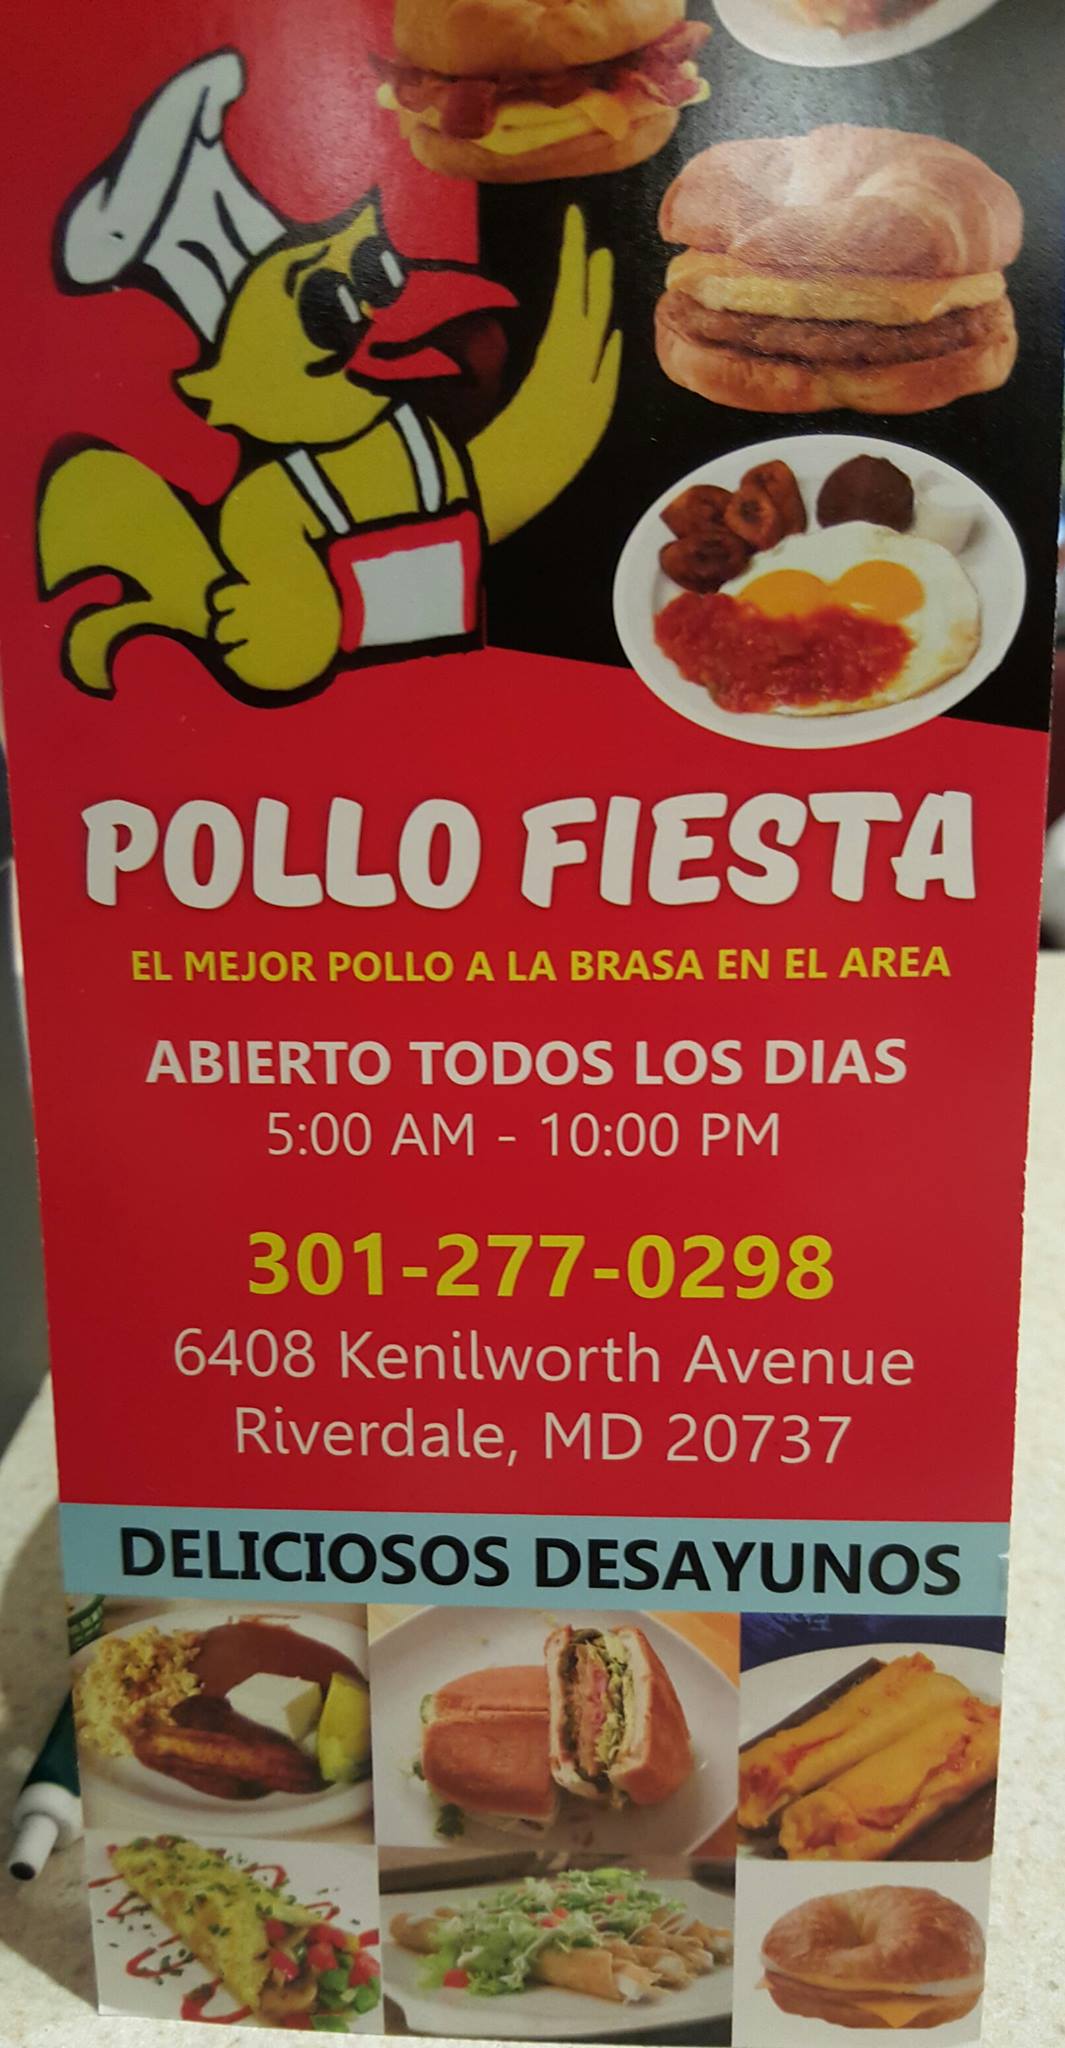 POLLO FIESTA
EL MEJOR POLLO A LA BRASA EN EL AREA
ABIERTO TODOS LOS DIAS
5:00 AM - 10:00 PM
301-277-0298
6408 Kenilworth Avenue
Riverdale, MD 20737
DELICIOSOS DESAYUNOS